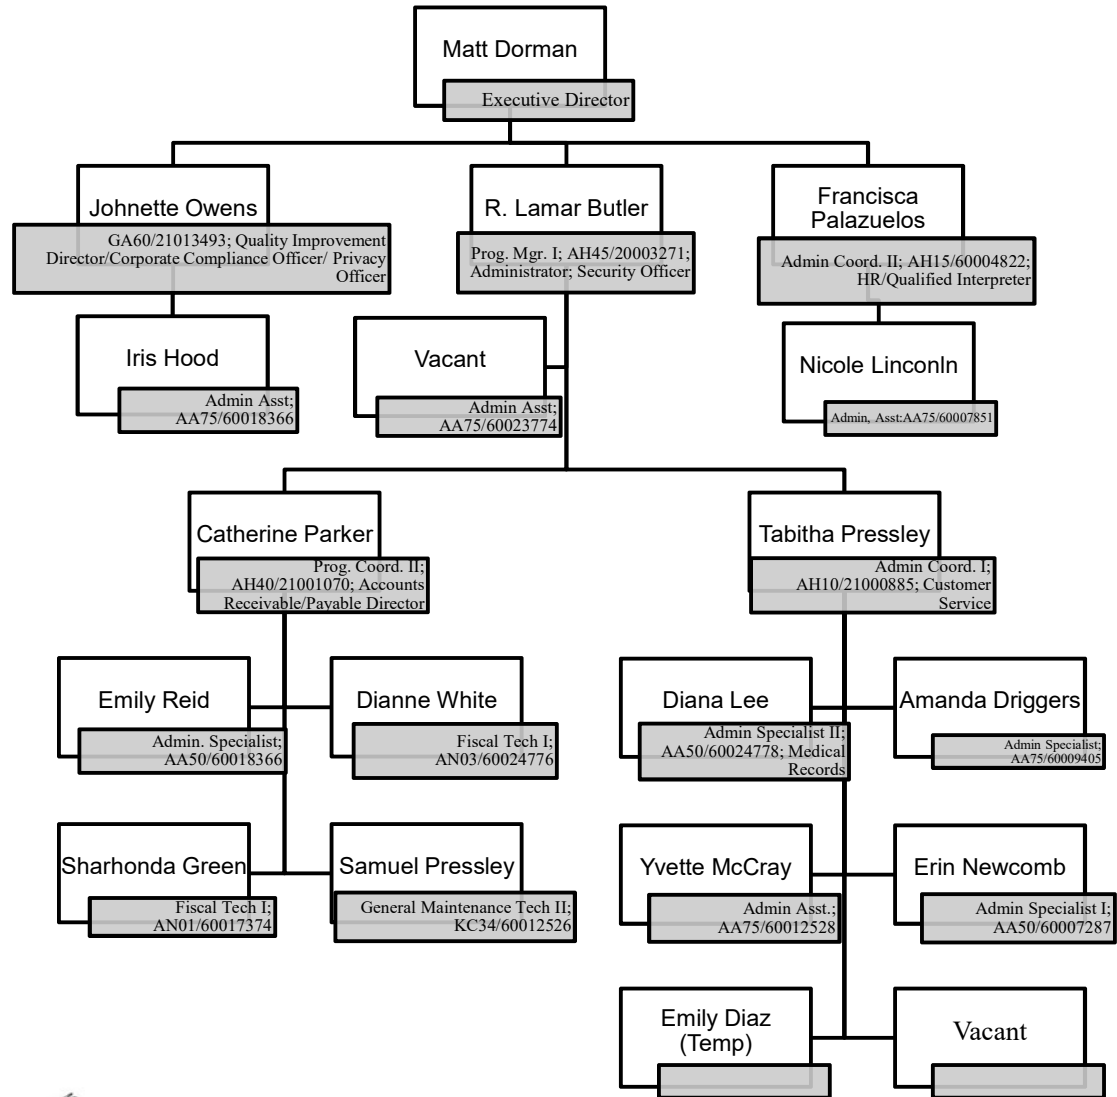 Matt Dorman
Executive Director
Johnette Owens
GA60/21013493; Quality Improvement
Director/Corporate Compliance Officer/ Privacy
Officer
R. Lamar Butler
Prog. Mgr. I; AH45/20003271;
Administrator; Security Officer
Francisca
Palazuelos
Admin Coord. II; AH15/60004822;
HR/Qualified Interpreter
Iris Hood
Admin Asst;
AA75/60018366
Vacant
Admin Asst;
AA75/60023774
Nicole Linconln
Admin, Asst:AA75/60007851
Catherine Parker
Prog. Coord. II;
AH40/21001070; Accounts
Receivable/Payable Director
Tabitha Pressley
Admin Coord. I;
AH10/21000885; Customer
Service
Emily Reid
Admin. Specialist;
AA50/60018366
Dianne White
Fiscal Tech I;
AN03/60024776
Diana Lee
Admin Specialist II;
AA50/60024778; Medical
Records
Amanda Driggers
Admin Specialist;
AA75/60009405
Sharhonda Green
Fiscal Tech I;
AN01/60017374
Samuel Pressley
General Maintenance Tech II;
KC34/60012526
Yvette McCray
Admin Asst.;
AA75/60012528
Erin Newcomb
Admin Specialist I;
AA50/60007287
Emily Diaz
(Temp)
Vacant